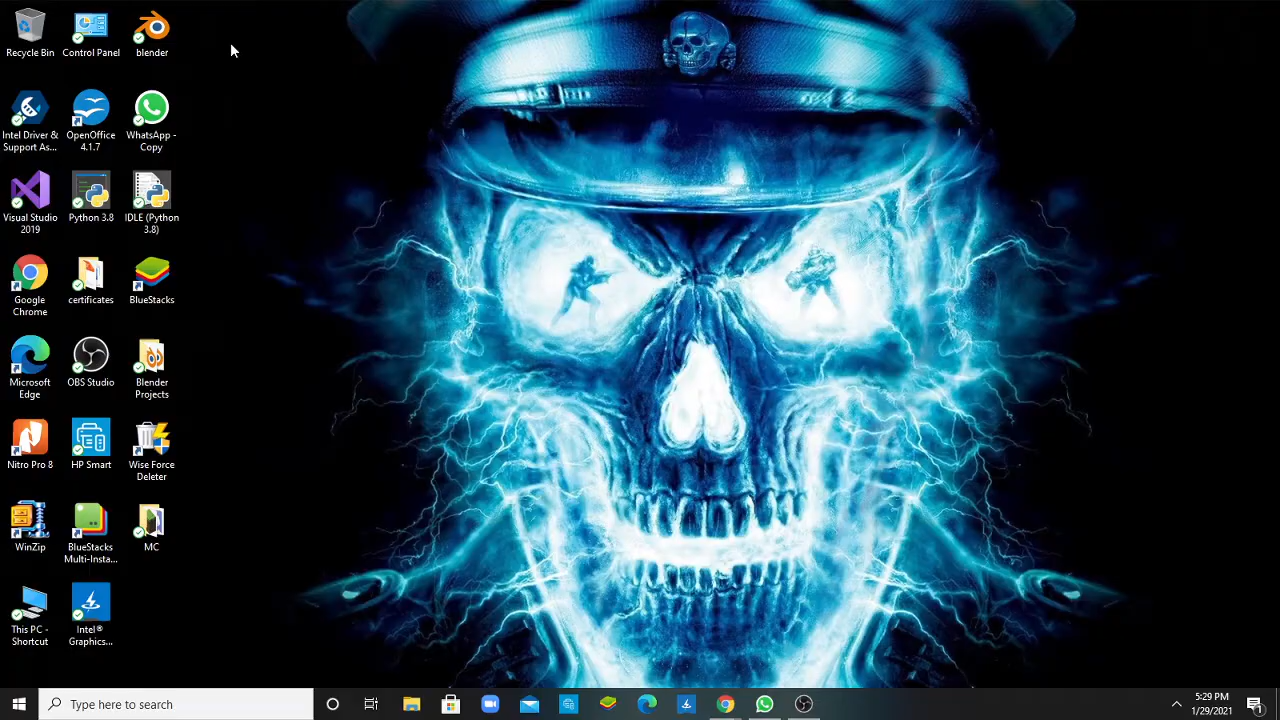 Recycle Bin
Control Panel
blender
Intel Driver &
Support As...
OpenOffice
4.1.7
WhatsApp -
Copy
Visual Studio
2019
Python 3.8
IDLE (Python
3.8)
Google
Chrome
certificates
BlueStacks
Microsoft
Edge
OBS Studio
Blender
Projects
Nitro Pro 8
HP Smart
Wise Force
Deleter
WinZip
BlueStacks
Multi-Insta...
MC
This PC -
Shortcut
Intel®
Graphics...
Type here to search
5:29 PM
1/29/2021
1